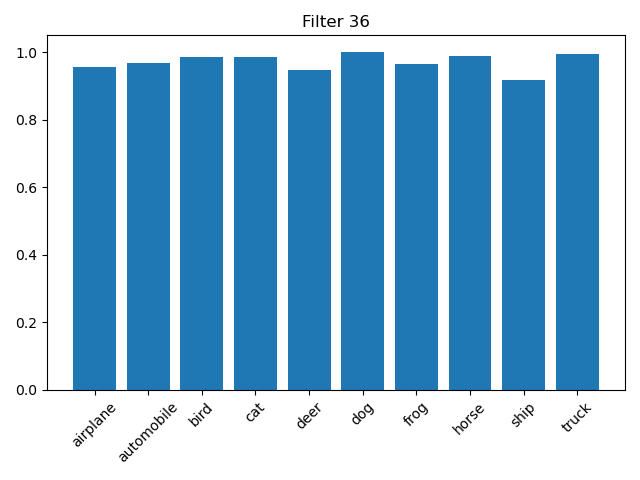 Filter 36
1.0
0.8
0.6
0.4
0.2
0.0
airplane
automobile
bird
cat
deer
dog
frog
horse
ship
truck